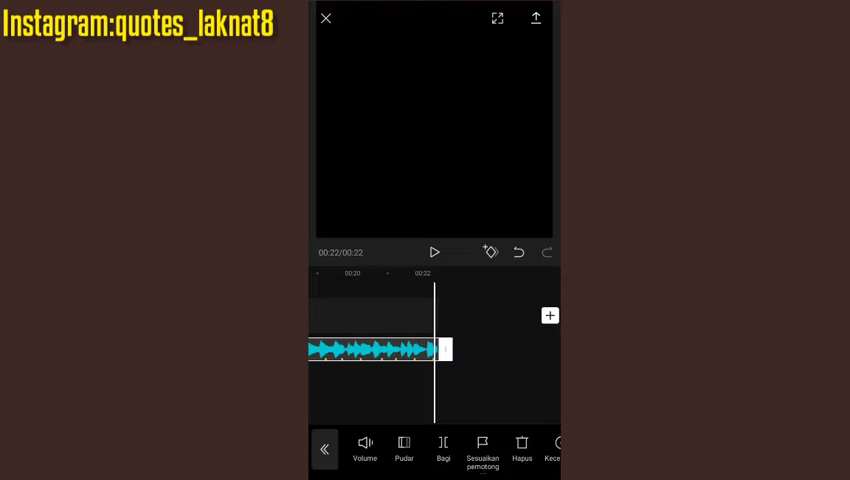 Instagram:quotes_laknat8
00:22/00:22
00:20
00:22
Volume
Pudar
Bagi
Sesuaikan
pemotong
...
Hapus
Kece